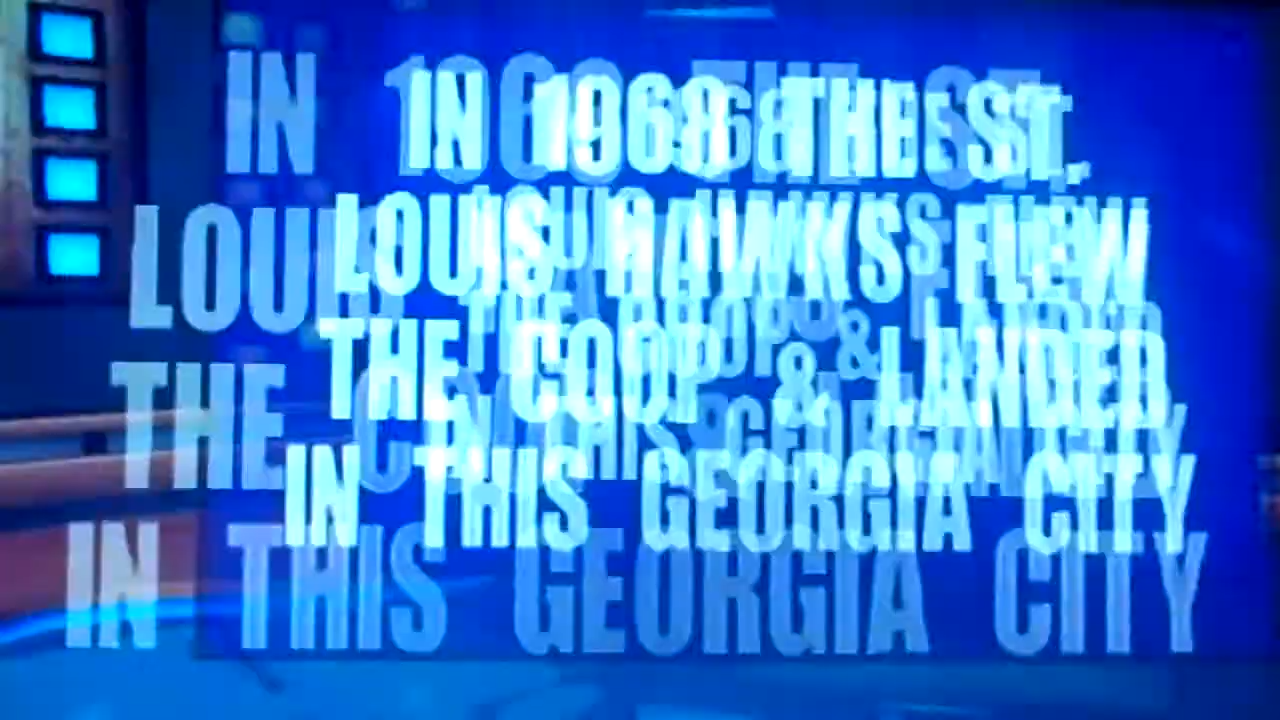 IN 1968 THE ST.
LOUIS HAWKS FLEW
THE COOP & LANDED
IN THIS GEORGIA CITY